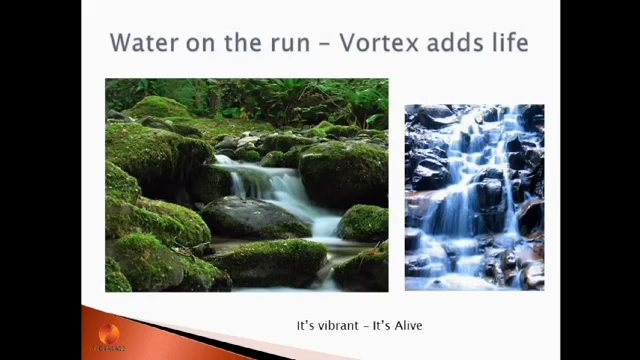 Water on the run – Vortex adds life
It's vibrant – It's Alive